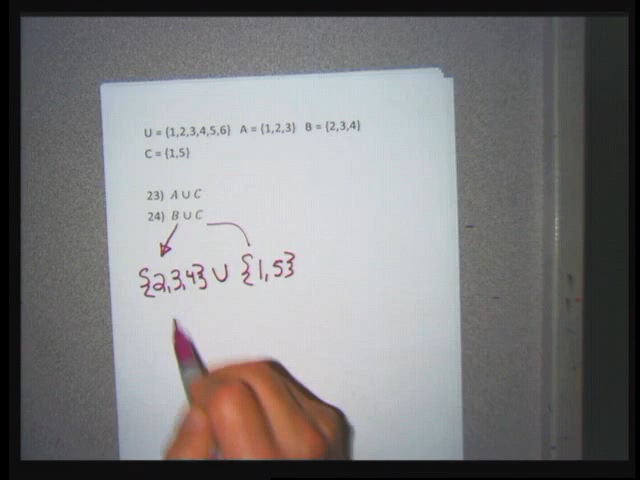 U = {1,2,3,4,5,6} A = {1,2,3} B = {2,3,4}
C = {1,5}
23) A ∪ C
24) B ∪ C
{2,3,4} ∪ {1,5}